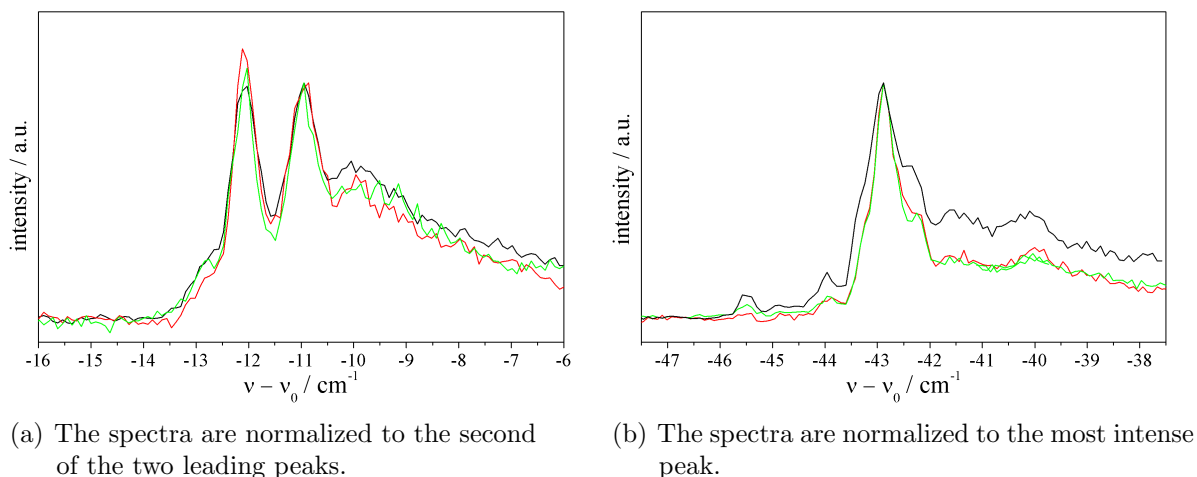 intensity / a.u.
-16 -15 -14 -13 -12 -11 -10 -9 -8 -7 -6
ν – ν₀ / cm⁻¹
(a) The spectra are normalized to the second
of the two leading peaks.
intensity / a.u.
-47 -46 -45 -44 -43 -42 -41 -40 -39 -38
ν – ν₀ / cm⁻¹
(b) The spectra are normalized to the most intense
peak.